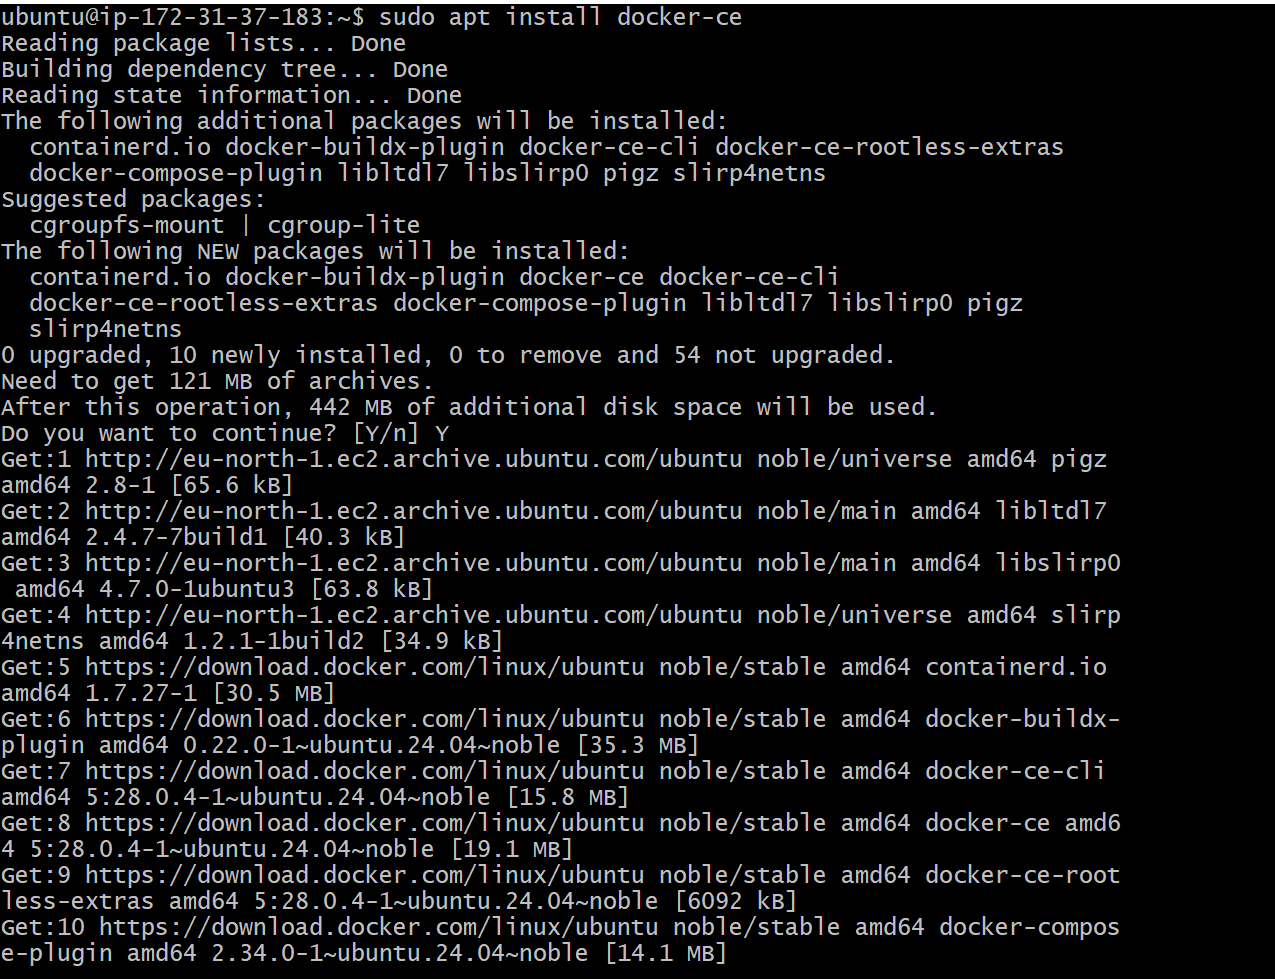 ubuntu@ip-172-31-37-183:~$ sudo apt install docker-ce
Reading package lists... Done
Building dependency tree... Done
Reading state information... Done
The following additional packages will be installed:
  containerd.io docker-buildx-plugin docker-ce-cli docker-ce-rootless-extras
  docker-compose-plugin libltdl7 libslirp0 pigz slirp4netns
Suggested packages:
  cgroupfs-mount | cgroup-lite
The following NEW packages will be installed:
  containerd.io docker-buildx-plugin docker-ce docker-ce-cli
  docker-ce-rootless-extras docker-compose-plugin libltdl7 libslirp0 pigz
  slirp4netns
0 upgraded, 10 newly installed, 0 to remove and 54 not upgraded.
Need to get 121 MB of archives.
After this operation, 442 MB of additional disk space will be used.
Do you want to continue? [Y/n] Y
Get:1 http://eu-north-1.ec2.archive.ubuntu.com/ubuntu noble/universe amd64 pigz
amd64 2.8-1 [65.6 kB]
Get:2 http://eu-north-1.ec2.archive.ubuntu.com/ubuntu noble/main amd64 libltdl7
amd64 2.4.7-7build1 [40.3 kB]
Get:3 http://eu-north-1.ec2.archive.ubuntu.com/ubuntu noble/main amd64 libslirp0
 amd64 4.7.0-1ubuntu3 [63.8 kB]
Get:4 http://eu-north-1.ec2.archive.ubuntu.com/ubuntu noble/universe amd64 slirp
4netns amd64 1.2.1-1build2 [34.9 kB]
Get:5 https://download.docker.com/linux/ubuntu noble/stable amd64 containerd.io
amd64 1.7.27-1 [30.5 MB]
Get:6 https://download.docker.com/linux/ubuntu noble/stable amd64 docker-buildx-
plugin amd64 0.22.0-1~ubuntu.24.04~noble [35.3 MB]
Get:7 https://download.docker.com/linux/ubuntu noble/stable amd64 docker-ce-cli
amd64 5:28.0.4-1~ubuntu.24.04~noble [15.8 MB]
Get:8 https://download.docker.com/linux/ubuntu noble/stable amd64 docker-ce amd6
4 5:28.0.4-1~ubuntu.24.04~noble [19.1 MB]
Get:9 https://download.docker.com/linux/ubuntu noble/stable amd64 docker-ce-root
less-extras amd64 5:28.0.4-1~ubuntu.24.04~noble [6092 kB]
Get:10 https://download.docker.com/linux/ubuntu noble/stable amd64 docker-compos
e-plugin amd64 2.34.0-1~ubuntu.24.04~noble [14.1 MB]